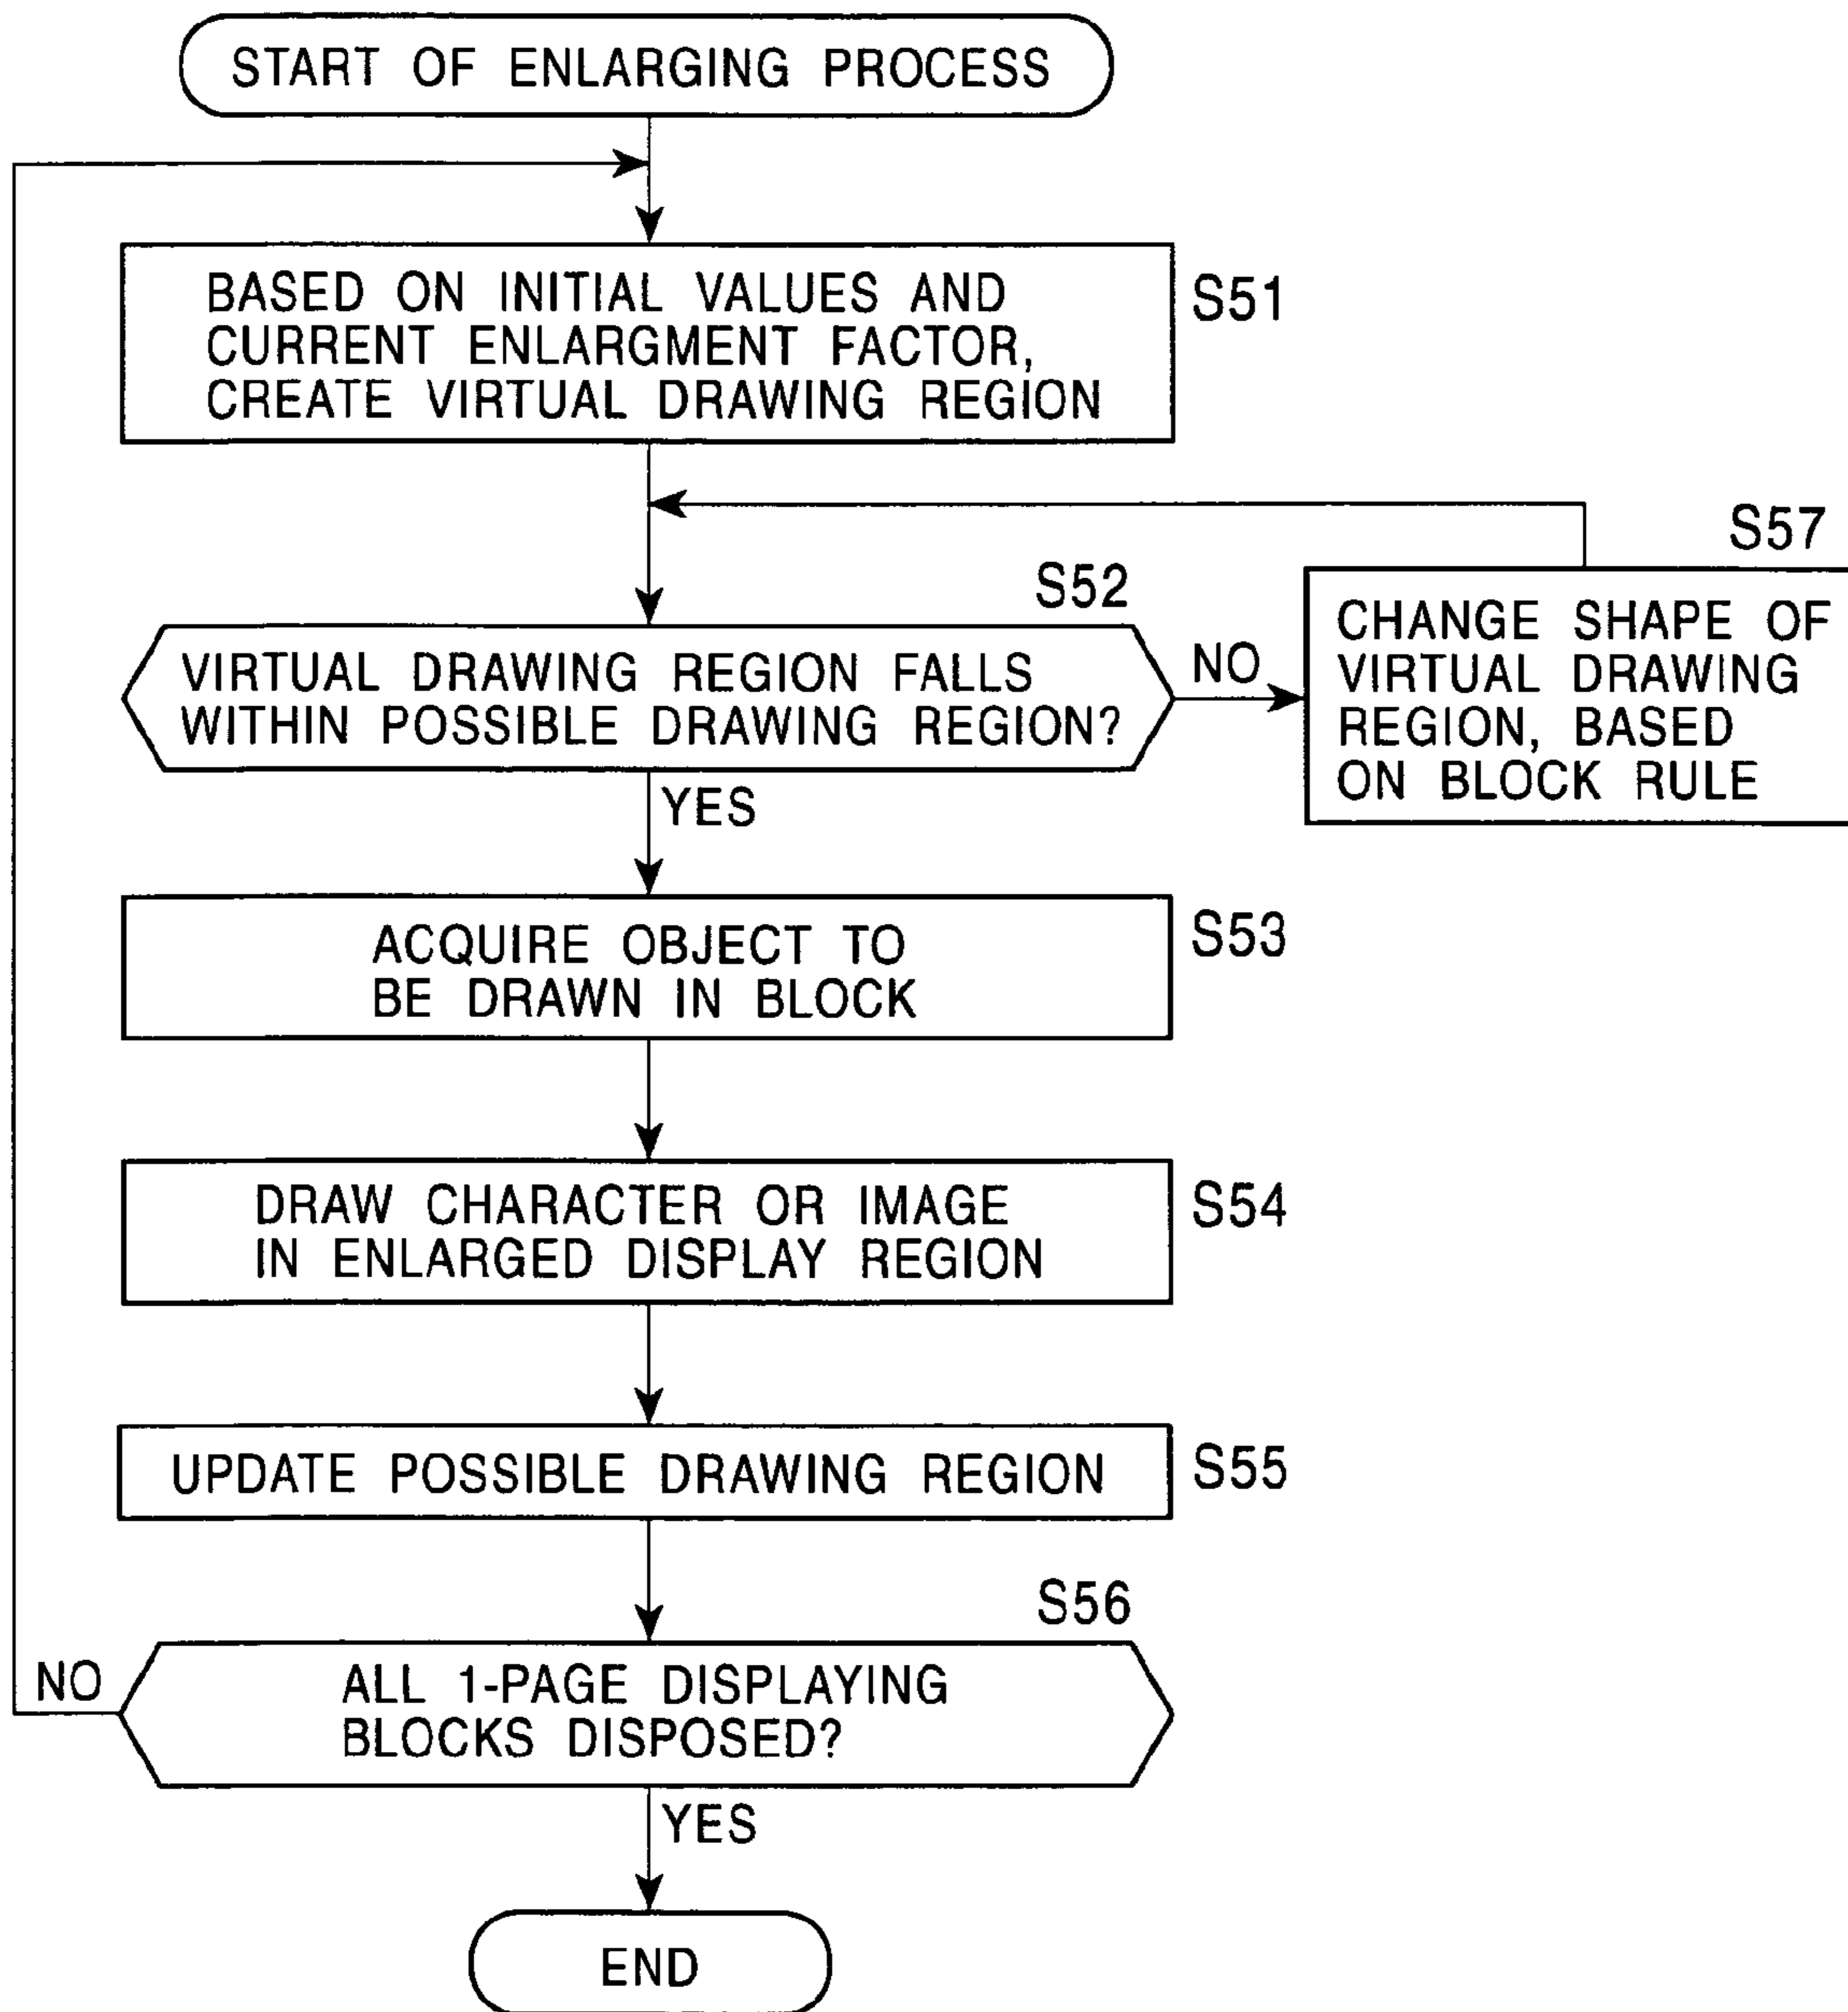 START OF ENLARGING PROCESS
BASED ON INITIAL VALUES AND
CURRENT ENLARGMENT FACTOR,
CREATE VIRTUAL DRAWING REGION
S51
S57
S52
VIRTUAL DRAWING REGION FALLS
WITHIN POSSIBLE DRAWING REGION?
NO
CHANGE SHAPE OF
VIRTUAL DRAWING
REGION, BASED
ON BLOCK RULE
YES
ACQUIRE OBJECT TO
BE DRAWN IN BLOCK
S53
DRAW CHARACTER OR IMAGE
IN ENLARGED DISPLAY REGION
S54
UPDATE POSSIBLE DRAWING REGION
S55
S56
NO
ALL 1-PAGE DISPLAYING
BLOCKS DISPOSED?
YES
END